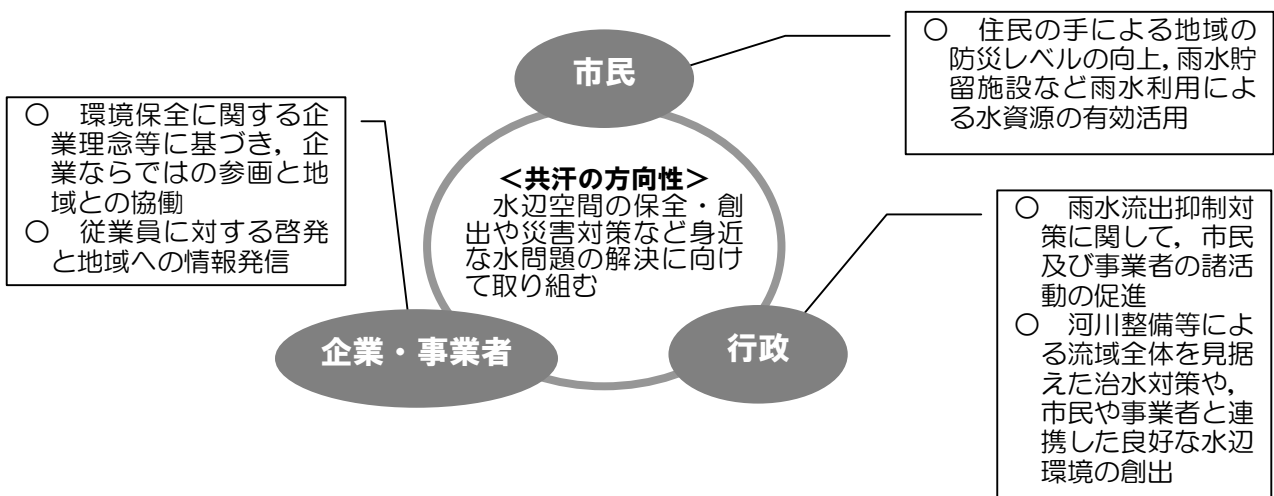 市民
○　住民の手による地域の
防災レベルの向上，雨水貯
留施設など雨水利用によ
る水資源の有効活用
○　環境保全に関する企
業理念等に基づき，企
業ならではの参画と地
域との協働
○　従業員に対する啓発
と地域への情報発信
＜共汗の方向性＞
水辺空間の保全・創
出や災害対策など身近
な水問題の解決に向け
て取り組む
企業・事業者
行政
○　雨水流出抑制対
策に関して，市民
及び事業者の諸活
動の促進
○　河川整備等によ
る流域全体を見据
えた治水対策や，
市民や事業者と連
携した良好な水辺
環境の創出